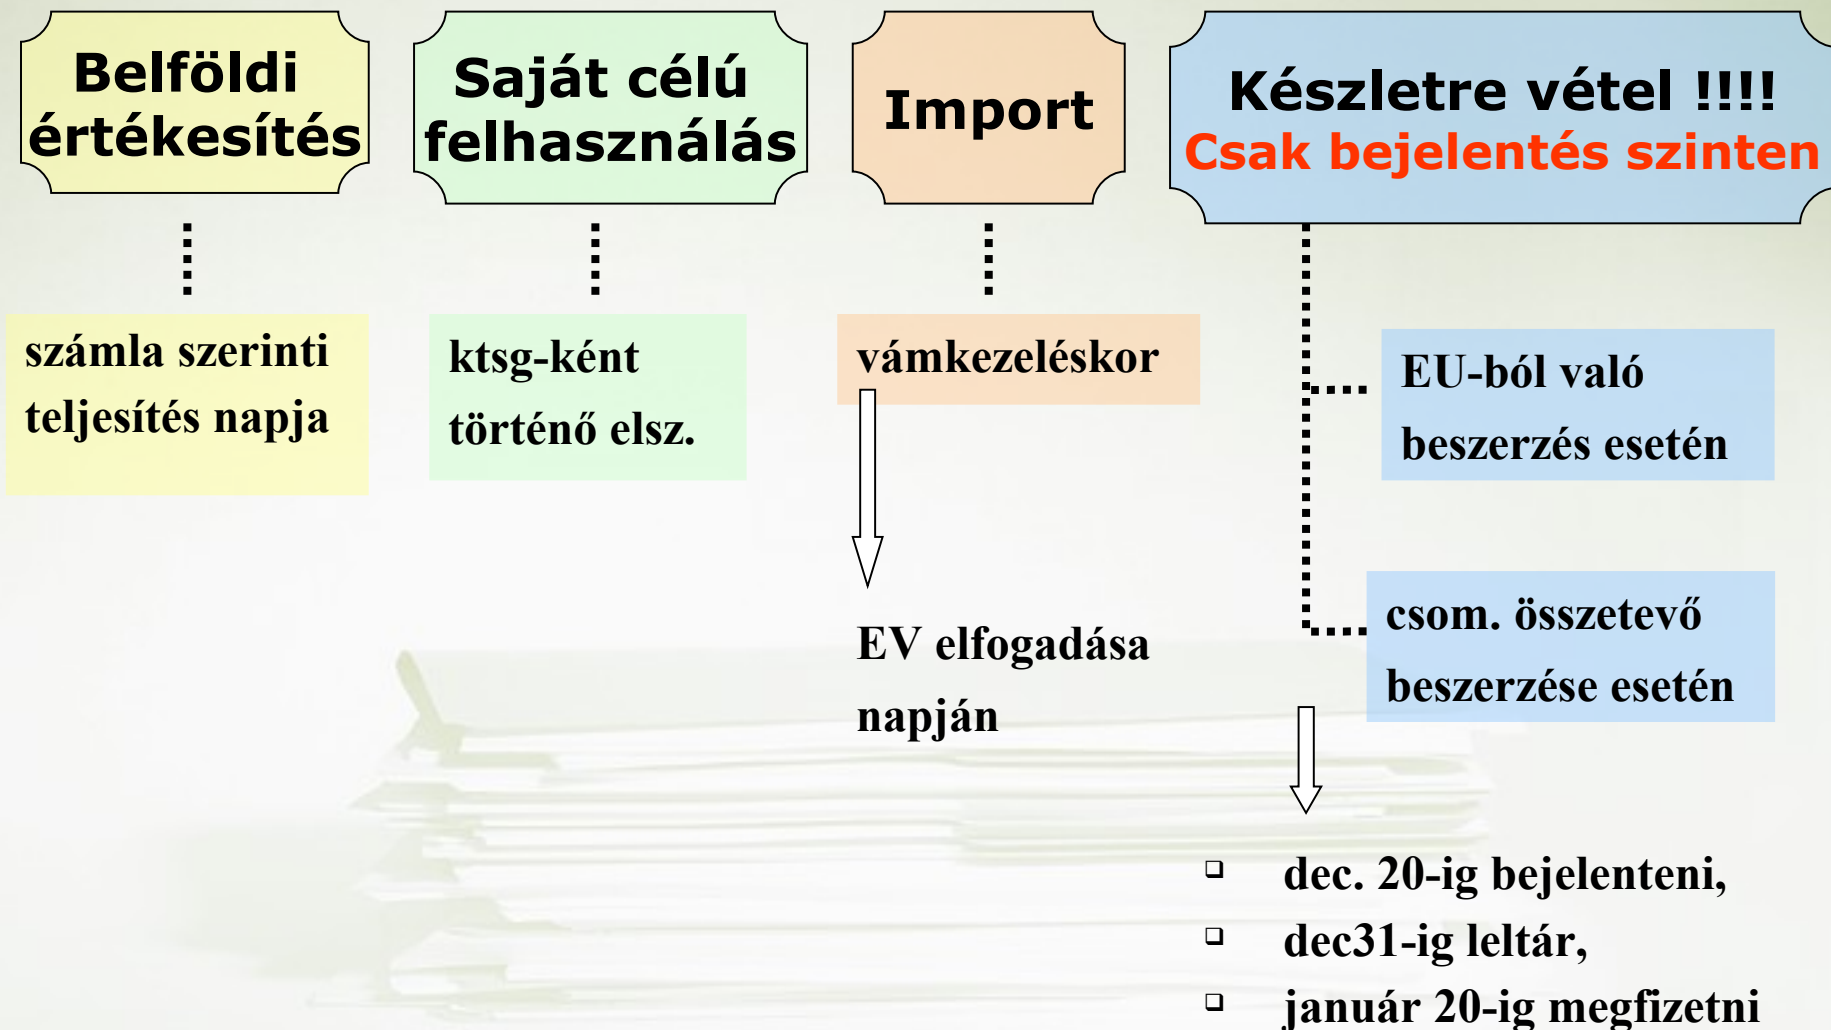 Belföldi
értékesítés
Saját célú
felhasználás
Import
Készletre vétel !!!!
Csak bejelentés szinten
számla szerinti
teljesítés napja
ktsg-ként
történő elsz.
vámkezeléskor
EV elfogadása
napján
EU-ból való
beszerzés esetén
csom. összetevő
beszerzése esetén
dec. 20-ig bejelenteni,
dec31-ig leltár,
január 20-ig megfizetni